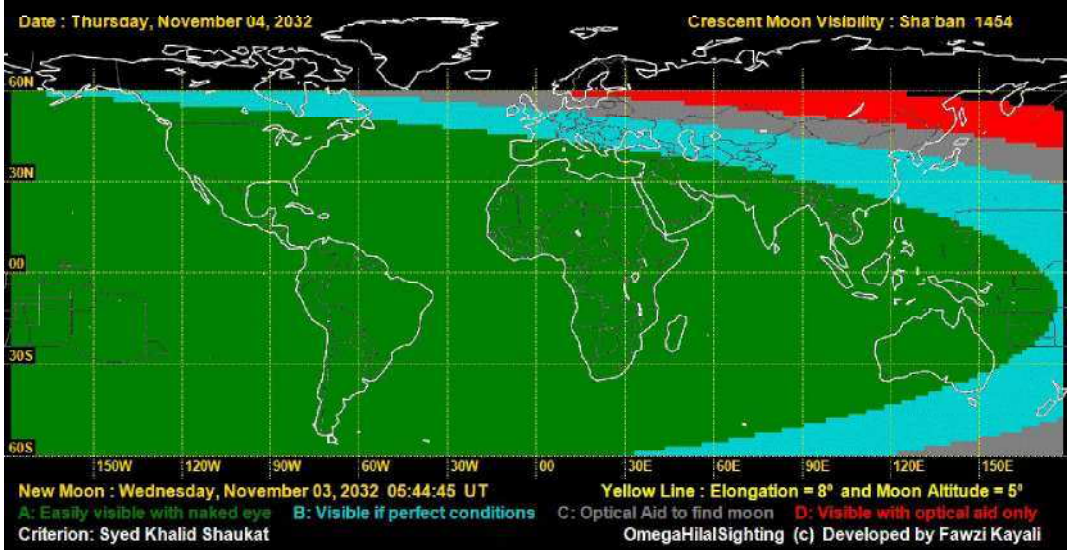 Date : Thursday, November 04, 2032
Crescent Moon Visibility : Sha'ban 1454
60N
30N
00
30S
60S
150W 120W 90W 60W 30W 00 30E 60E 90E 120E 150E
New Moon : Wednesday, November 03, 2032 05:44:45 UT
Yellow Line : Elongation = 8° and Moon Altitude = 5°
A: Easily visible with naked eye B: Visible if perfect conditions C: Optical Aid to find moon D: Visible with optical aid only
Criterion: Syed Khalid Shaukat
OmegaHilalSighting (c) Developed by Fawzi Kayali